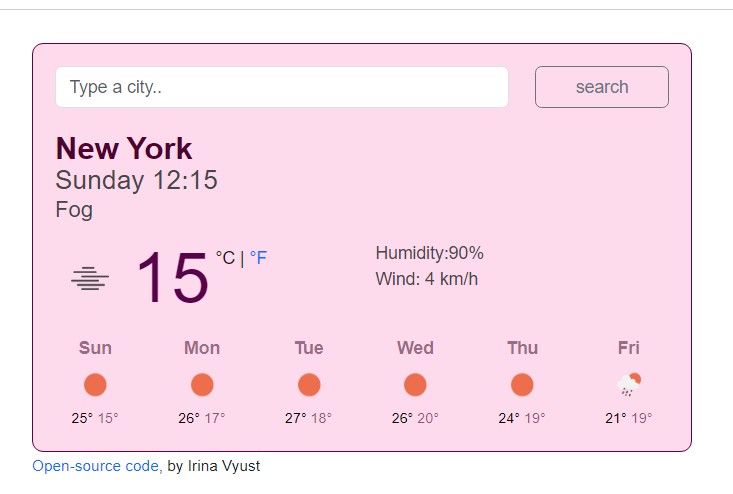 Type a city..
search
New York
Sunday 12:15
Fog
15 °C | °F
Humidity:90%
Wind: 4 km/h
Sun Mon Tue Wed Thu Fri
25° 15° 26° 17° 27° 18° 26° 20° 24° 19° 21° 19°
Open-source code, by Irina Vyust